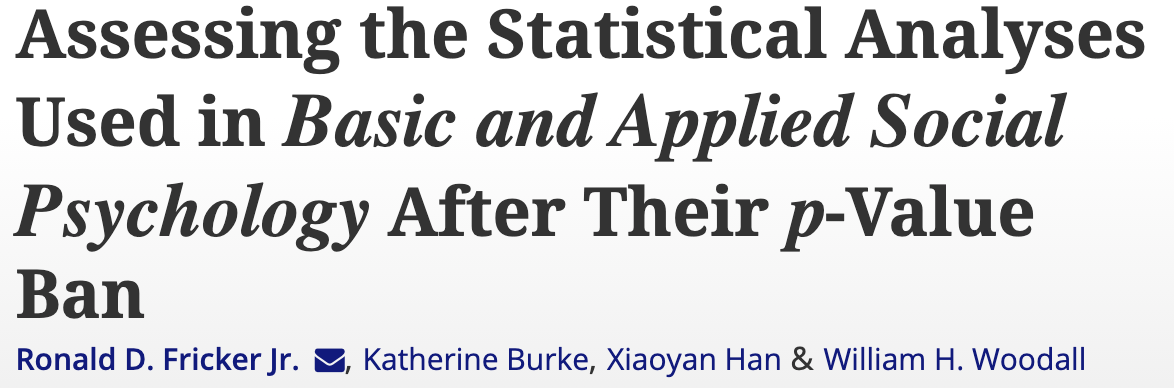 Assessing the Statistical Analyses
Used in Basic and Applied Social
Psychology After Their p-Value
Ban
Ronald D. Fricker Jr. , Katherine Burke, Xiaoyan Han & William H. Woodall